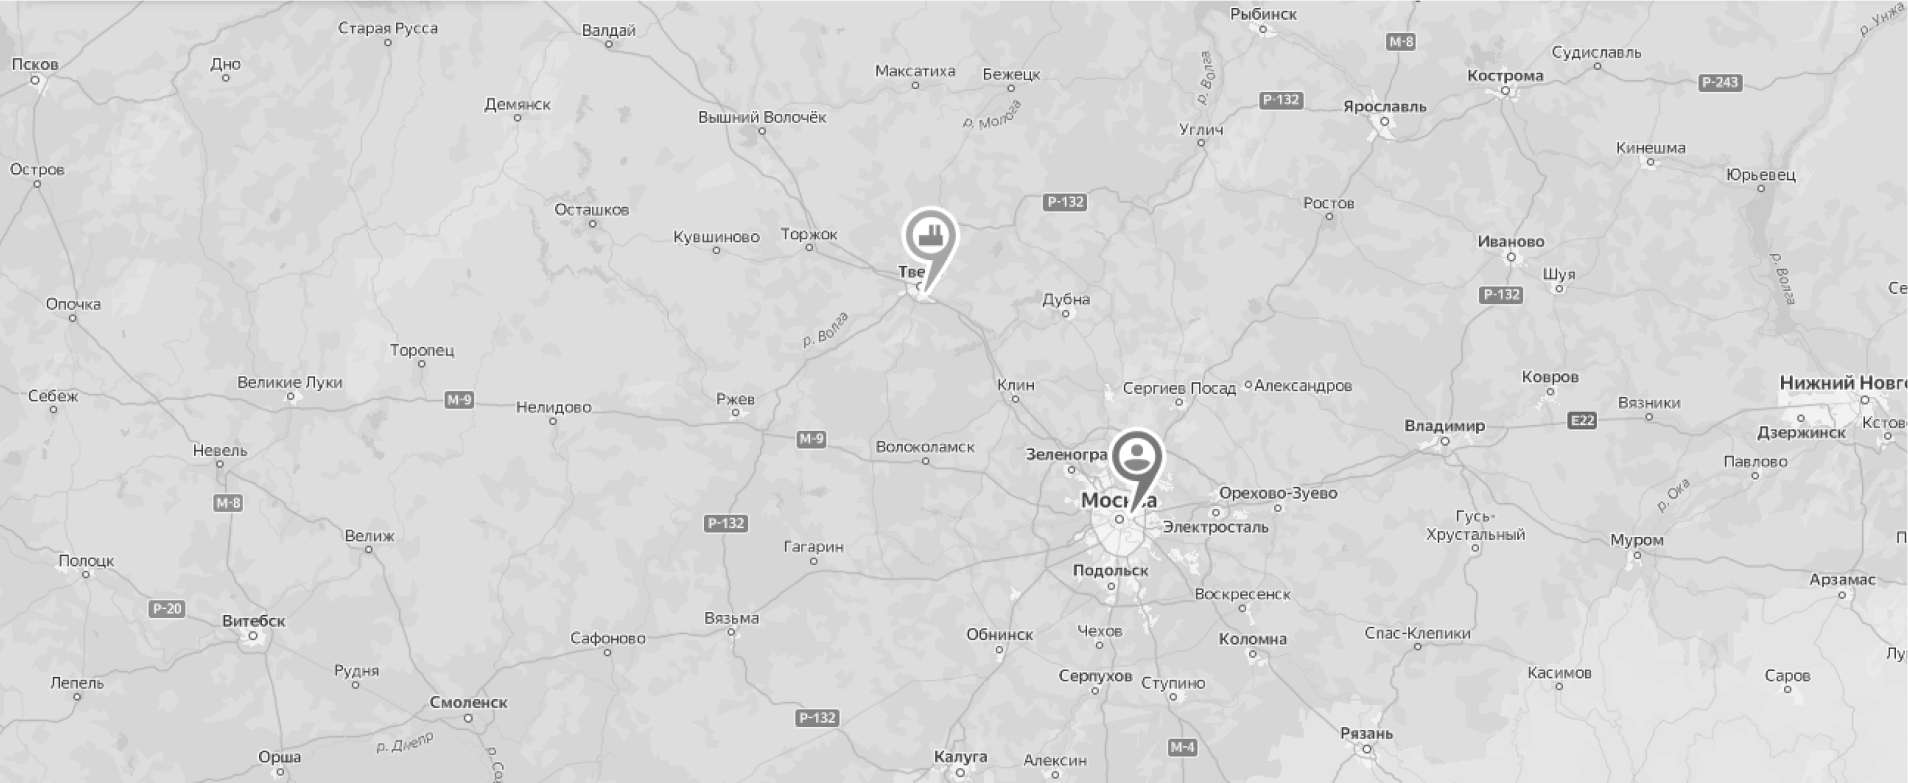 Рыбинск
Старая Русса
Валдай
р. Унжа
М-8
Судиславль
Псков
Дно
Максатиха
Бежецк
р. Волга
Кострома
Р-243
Демянск
Р-132
Ярославль
Вышний Волочёк
р. Молога
Углич
Кинешма
Остров
Юрьевец
Р-132
Ростов
Осташков
Кувшиново
Торжок
Иваново
Тве
Шуя
р. Волга
Се
Р-132
Опочка
Дубна
р. Волга
Торопец
Великие Луки
Клин
Сергиев Посад
Александров
Ковров
Нижний Новго
Себеж
М-9
Нелидово
Ржев
Вязники
Е22
Владимир
Кстов
Дзержинск
М-9
Волоколамск
Невель
Зеленогра
Павлово
М-8
Москва
Орехово-Зуево
р. Ока
Р-132
Электросталь
Гусь-
Хрустальный
Велиж
Муром
П
Полоцк
Гагарин
Подольск
Арзамас
Воскресенск
Р-20
Витебск
Вязьма
Сафоново
Обнинск
Чехов
Коломна
Спас-Клепики
Лу
Рудня
Лепель
Серпухов
Ступино
Касимов
Саров
Смоленск
Р-132
р. Днепр
Рязань
М-4
Орша
р. Со
Калуга
Алексин